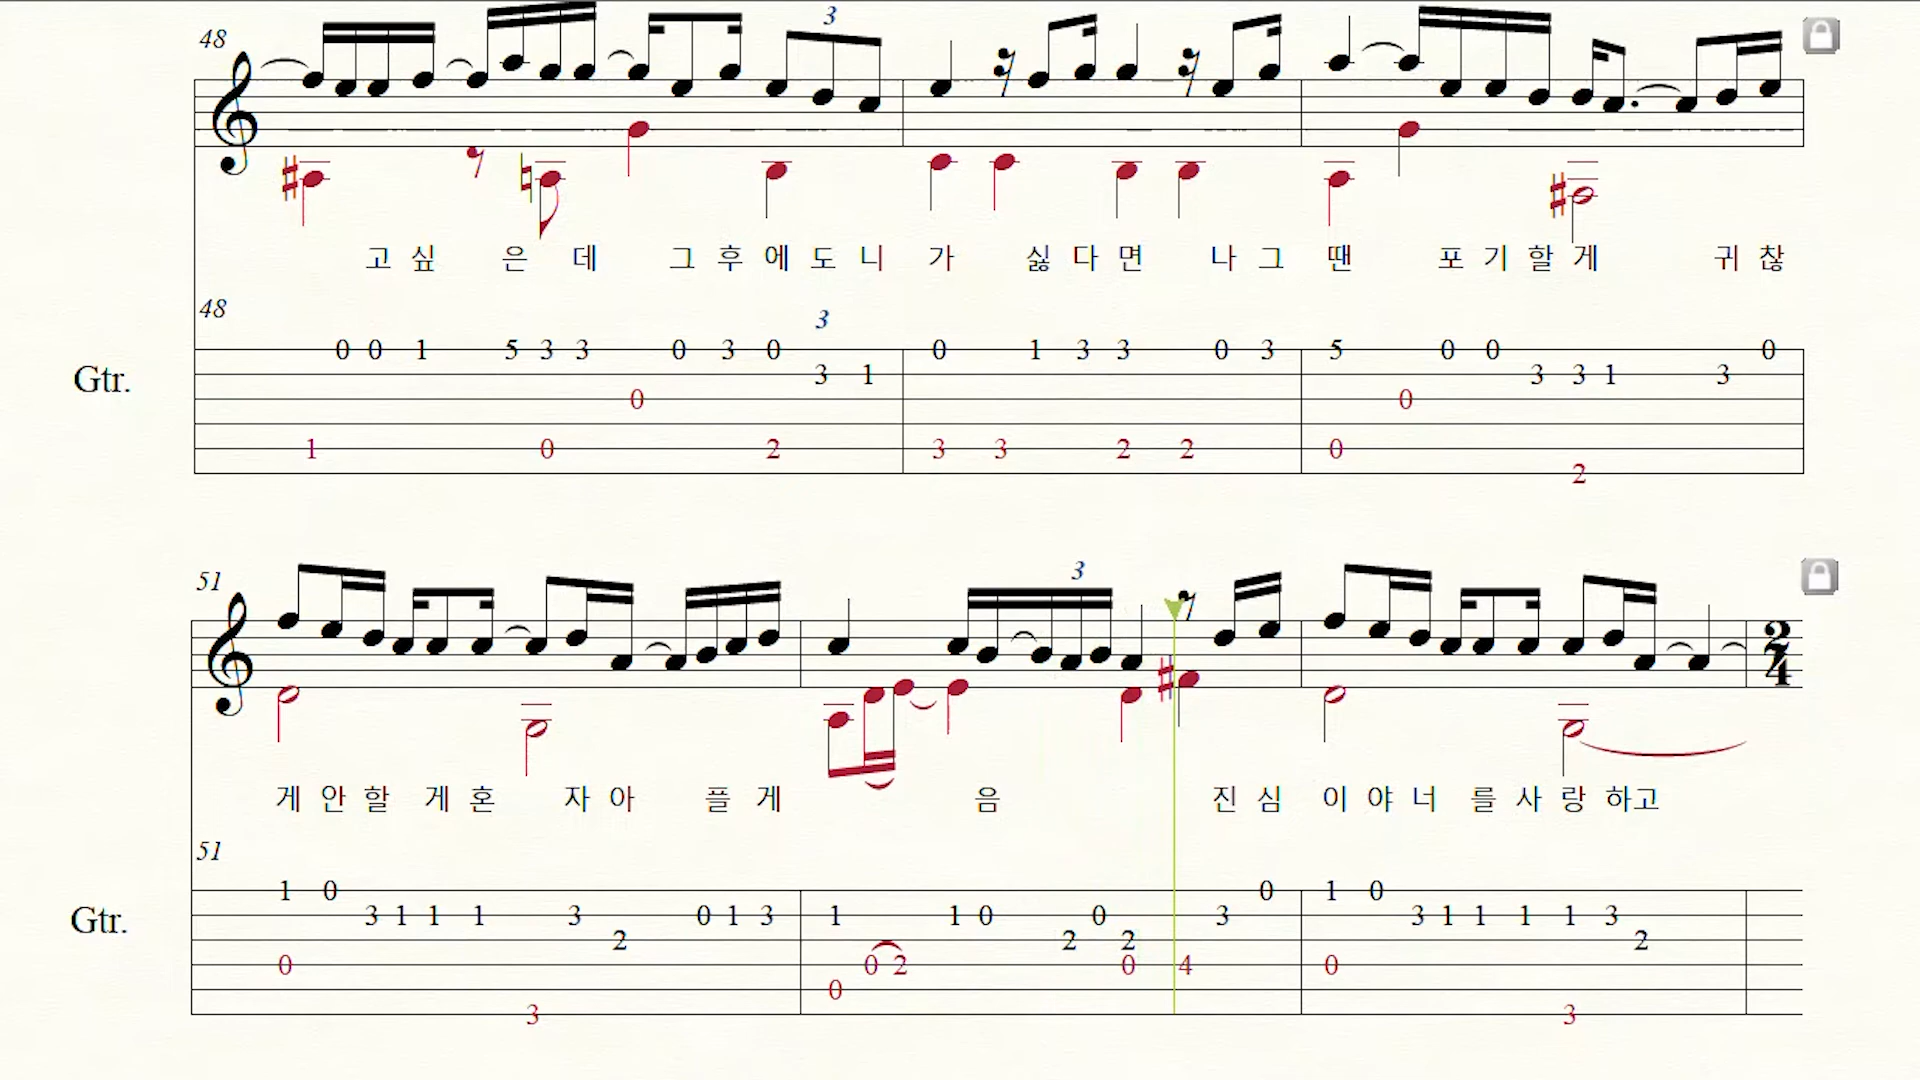 48 3
고 싶 은 데 그 후 에 도 니 가 싫 다 면 나 그 땐 포 기 할 게 귀 찮
48 3
0 0 1 5 3 3 0 3 0 0 1 3 3 0 3 5 0 0 0
3 1 3 3 1 3
Gtr.
0 0
1 0 2 3 3 2 2 0
2
51 3
2
4
게 안 할 게 혼 자 아 플 게 음 진 심 이 야 너 를 사 랑 하고
51
1 0 0 1 0
3 1 1 1 3 0 1 3 1 1 0 0 3 3 1 1 1 1 3
Gtr.
2 2 2 2
0 0 2 0 4 0
0
3 3